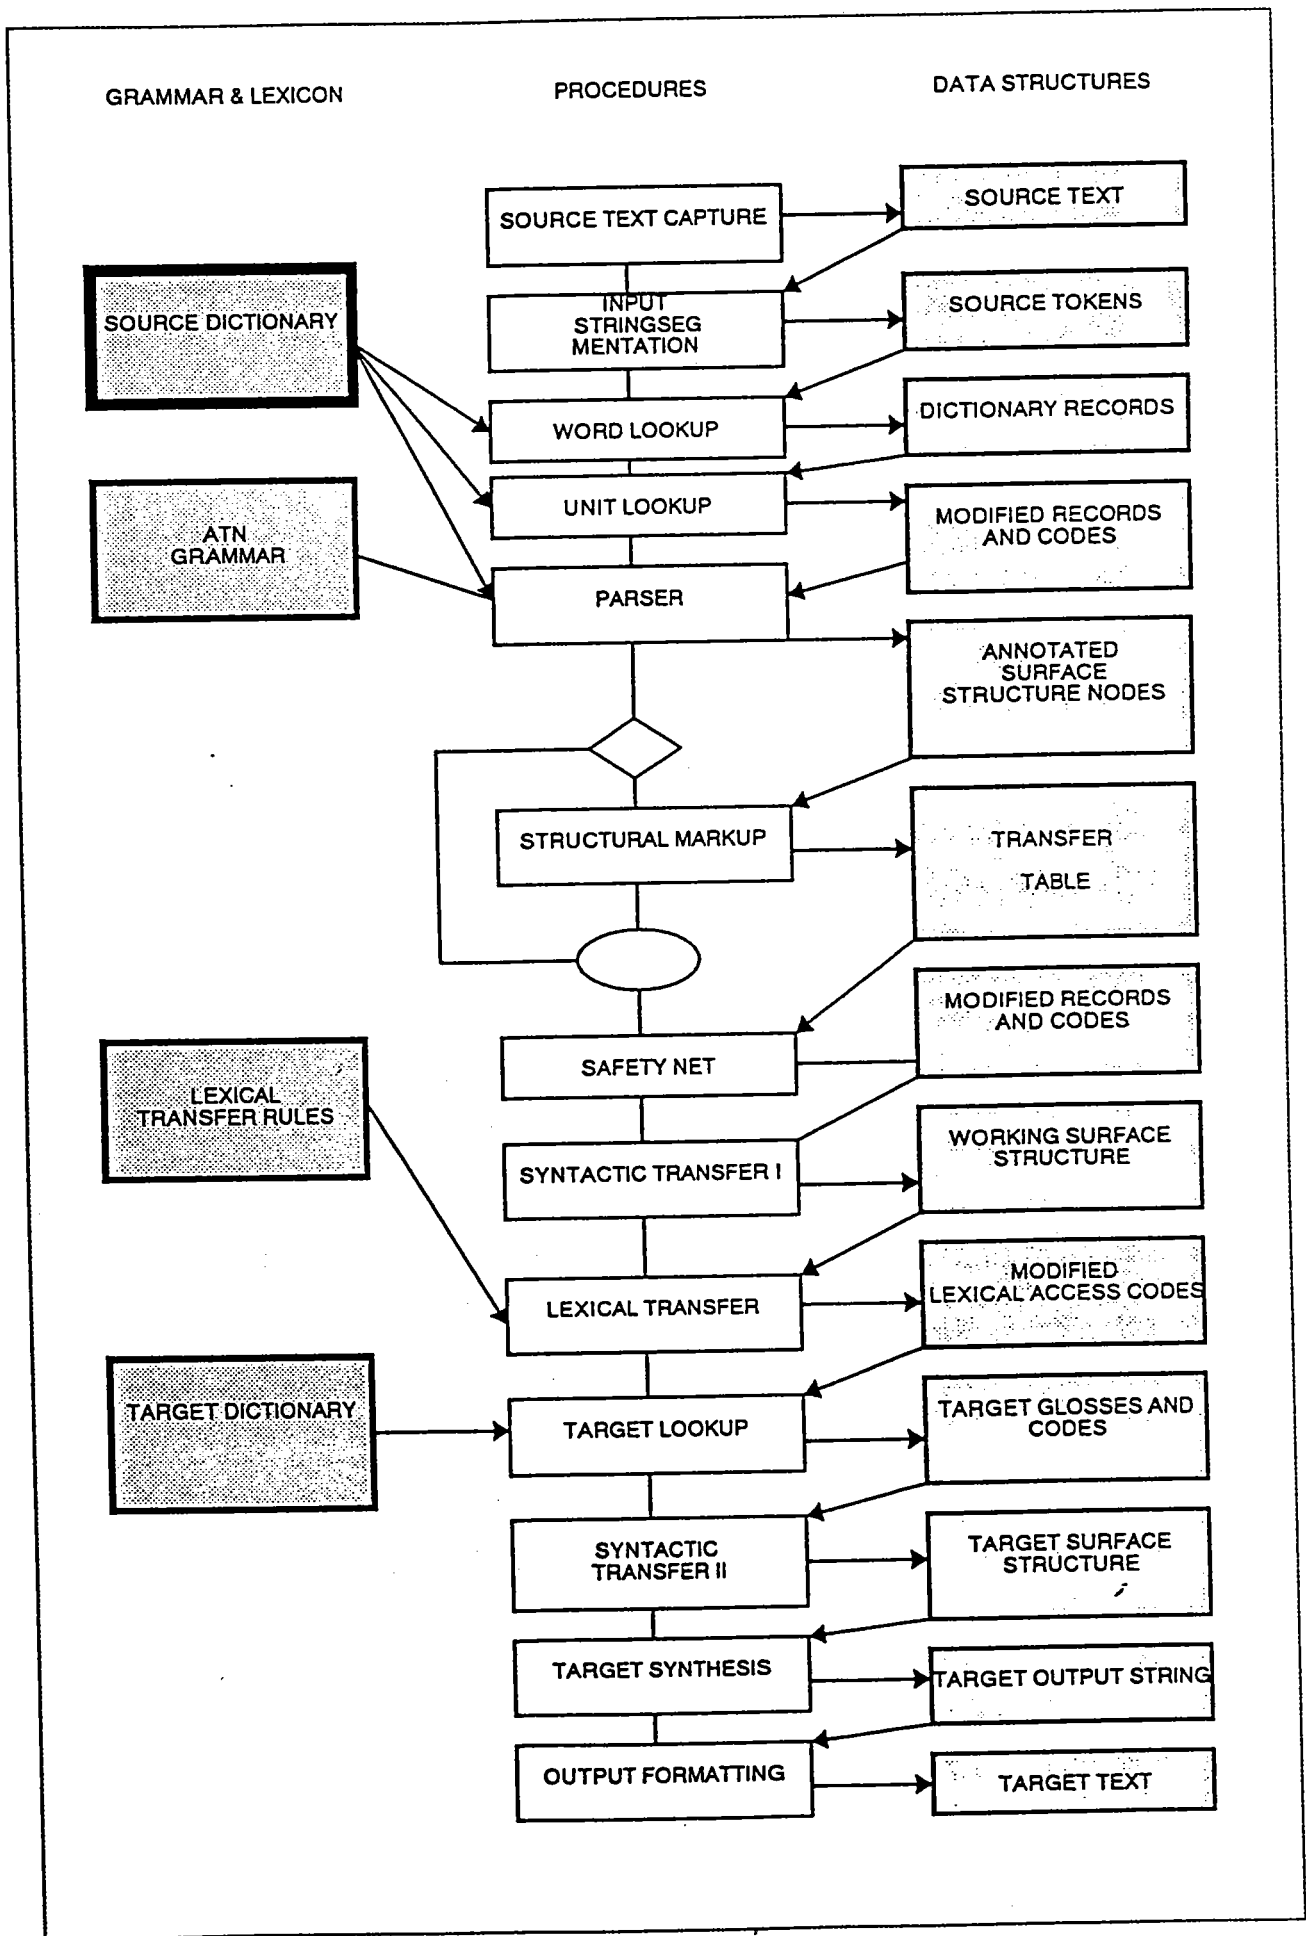 GRAMMAR & LEXICON
PROCEDURES
DATA STRUCTURES
SOURCE TEXT CAPTURE
SOURCE TEXT
SOURCE DICTIONARY
INPUT
STRINGSEG
MENTATION
SOURCE TOKENS
WORD LOOKUP
DICTIONARY RECORDS
UNIT LOOKUP
MODIFIED RECORDS
AND CODES
ATN
GRAMMAR
PARSER
ANNOTATED
SURFACE
STRUCTURE NODES
STRUCTURAL MARKUP
TRANSFER
TABLE
MODIFIED RECORDS
AND CODES
SAFETY NET
LEXICAL
TRANSFER RULES
SYNTACTIC TRANSFER I
WORKING SURFACE
STRUCTURE
LEXICAL TRANSFER
MODIFIED
LEXICAL ACCESS CODES
TARGET DICTIONARY
TARGET LOOKUP
TARGET GLOSSES AND
CODES
SYNTACTIC
TRANSFER II
TARGET SURFACE
STRUCTURE
TARGET SYNTHESIS
TARGET OUTPUT STRING
OUTPUT FORMATTING
TARGET TEXT